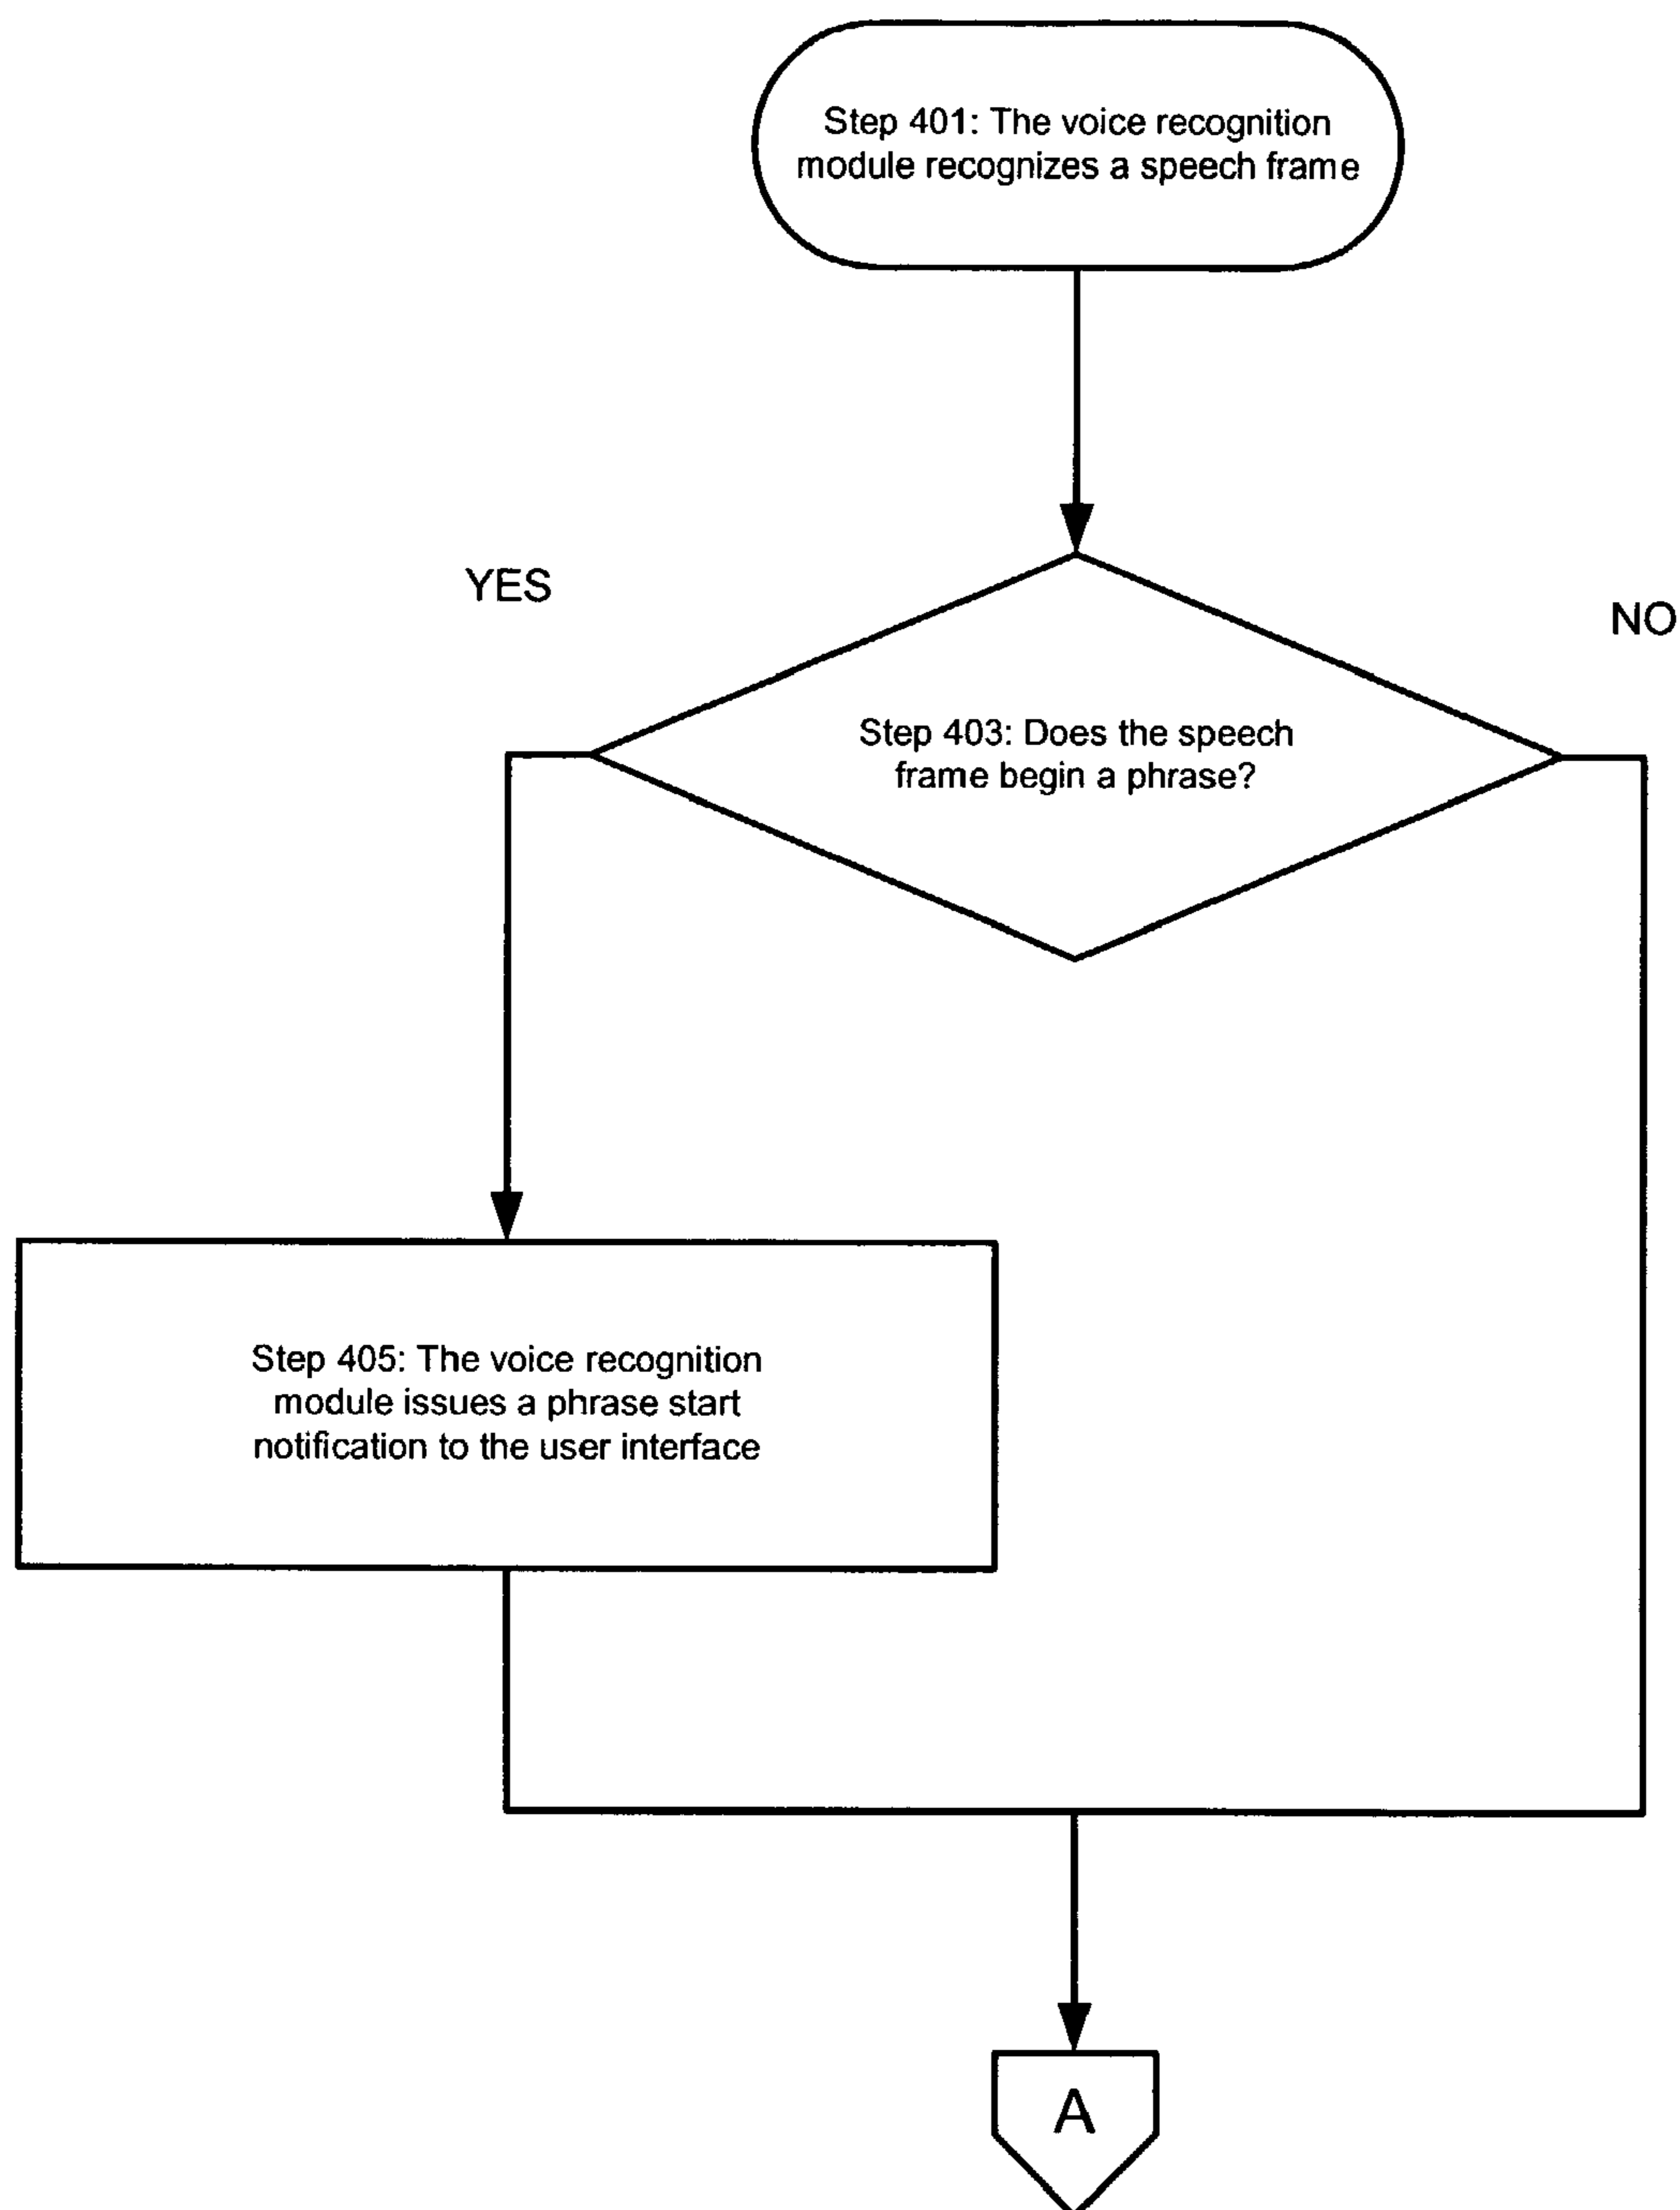 Step 401: The voice recognition
module recognizes a speech frame
YES
NO
Step 403: Does the speech
frame begin a phrase?
Step 405: The voice recognition
module issues a phrase start
notification to the user interface
A